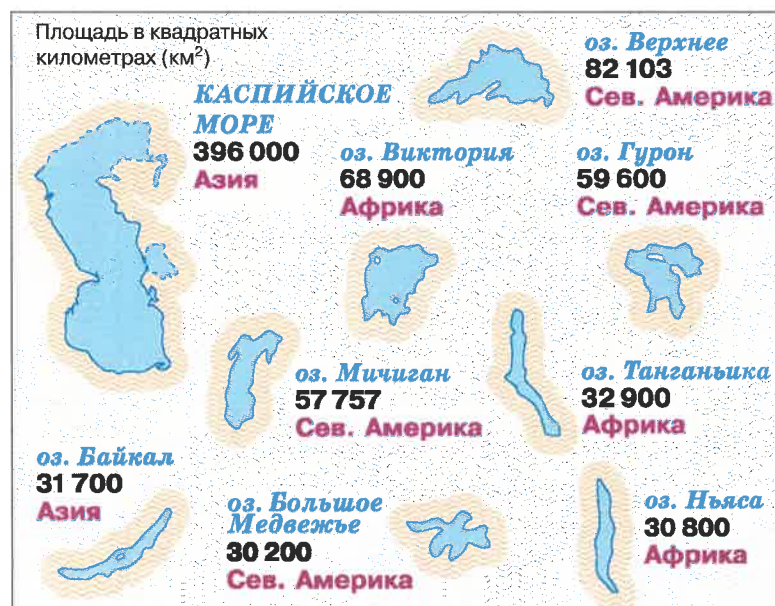 Площадь в квадратных
километрах (км²)
КАСПИЙСКОЕ
МОРЕ
396 000
Азия
оз. Верхнее
82 103
Сев. Америка
оз. Виктория
68 900
Африка
оз. Гурон
59 600
Сев. Америка
оз. Мичиган
57 757
Сев. Америка
оз. Танганьика
32 900
Африка
оз. Байкал
31 700
Азия
оз. Большое
Медвежье
30 200
Сев. Америка
оз. Ньяса
30 800
Африка